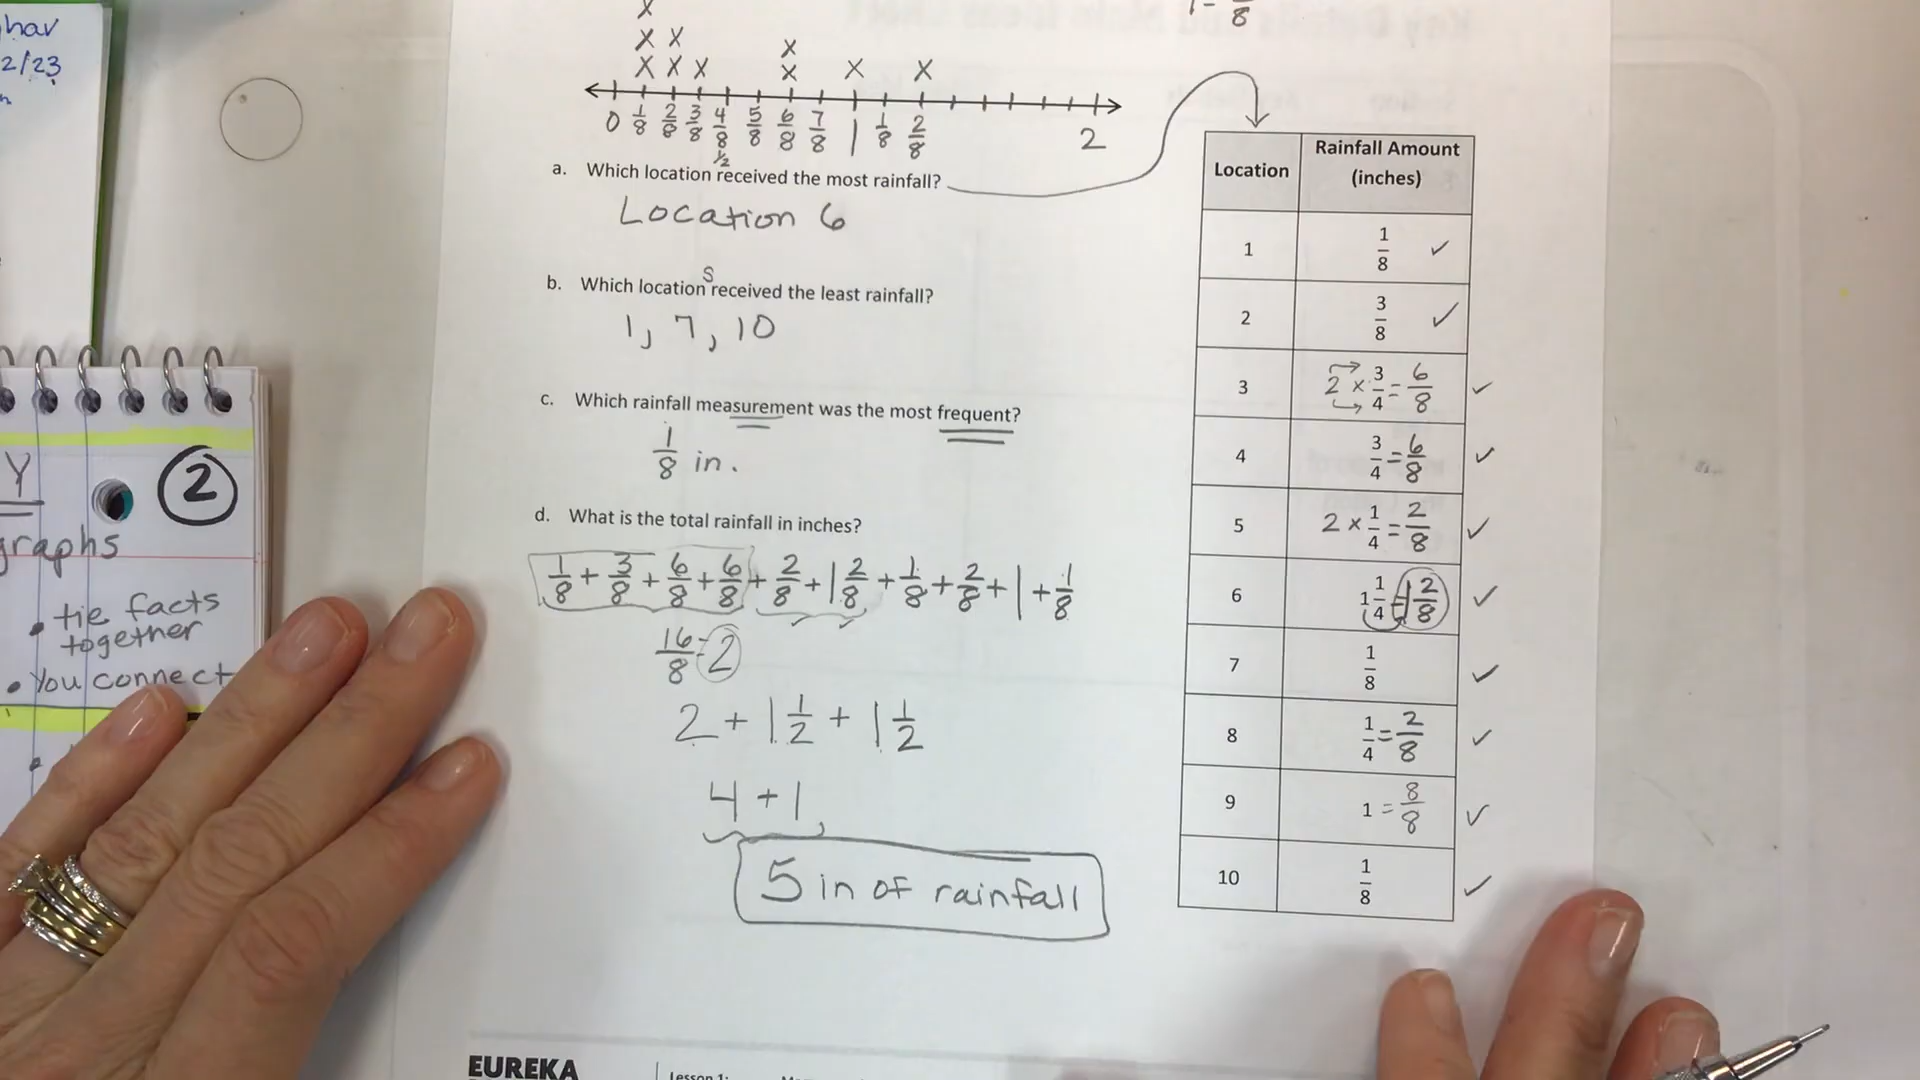 ghav
2/23
8
X
X X X
X X X X X X
0 1/8 2/8 3/8 4/8 5/8 6/8 7/8 1 1/8 2/8 2
1/2
a. Which location received the most rainfall?
Location 6
b. Which locations received the least rainfall?
1, 7, 10
c. Which rainfall measurement was the most frequent?
1/8 in.
d. What is the total rainfall in inches?
1/8 + 3/8 + 6/8 + 6/8 + 2/8 + 1 2/8 + 1/8 + 2/8 + 1 + 1/8
16/8 = 2
2 + 1 1/2 + 1 1/2
4 + 1
5 in of rainfall
Location Rainfall Amount (inches)
1 1/8 ✓
2 3/8 ✓
3 2 × 3/4 = 6/8 ✓
4 3/4 = 6/8 ✓
5 2 × 1/4 = 2/8 ✓
6 1 1/4 = 1 2/8 ✓
7 1/8 ✓
8 1/4 = 2/8 ✓
9 1 = 8/8 ✓
10 1/8 ✓
Y 2
graphs
• tie facts
together
• You connect
EUREKA
Lesson 1: